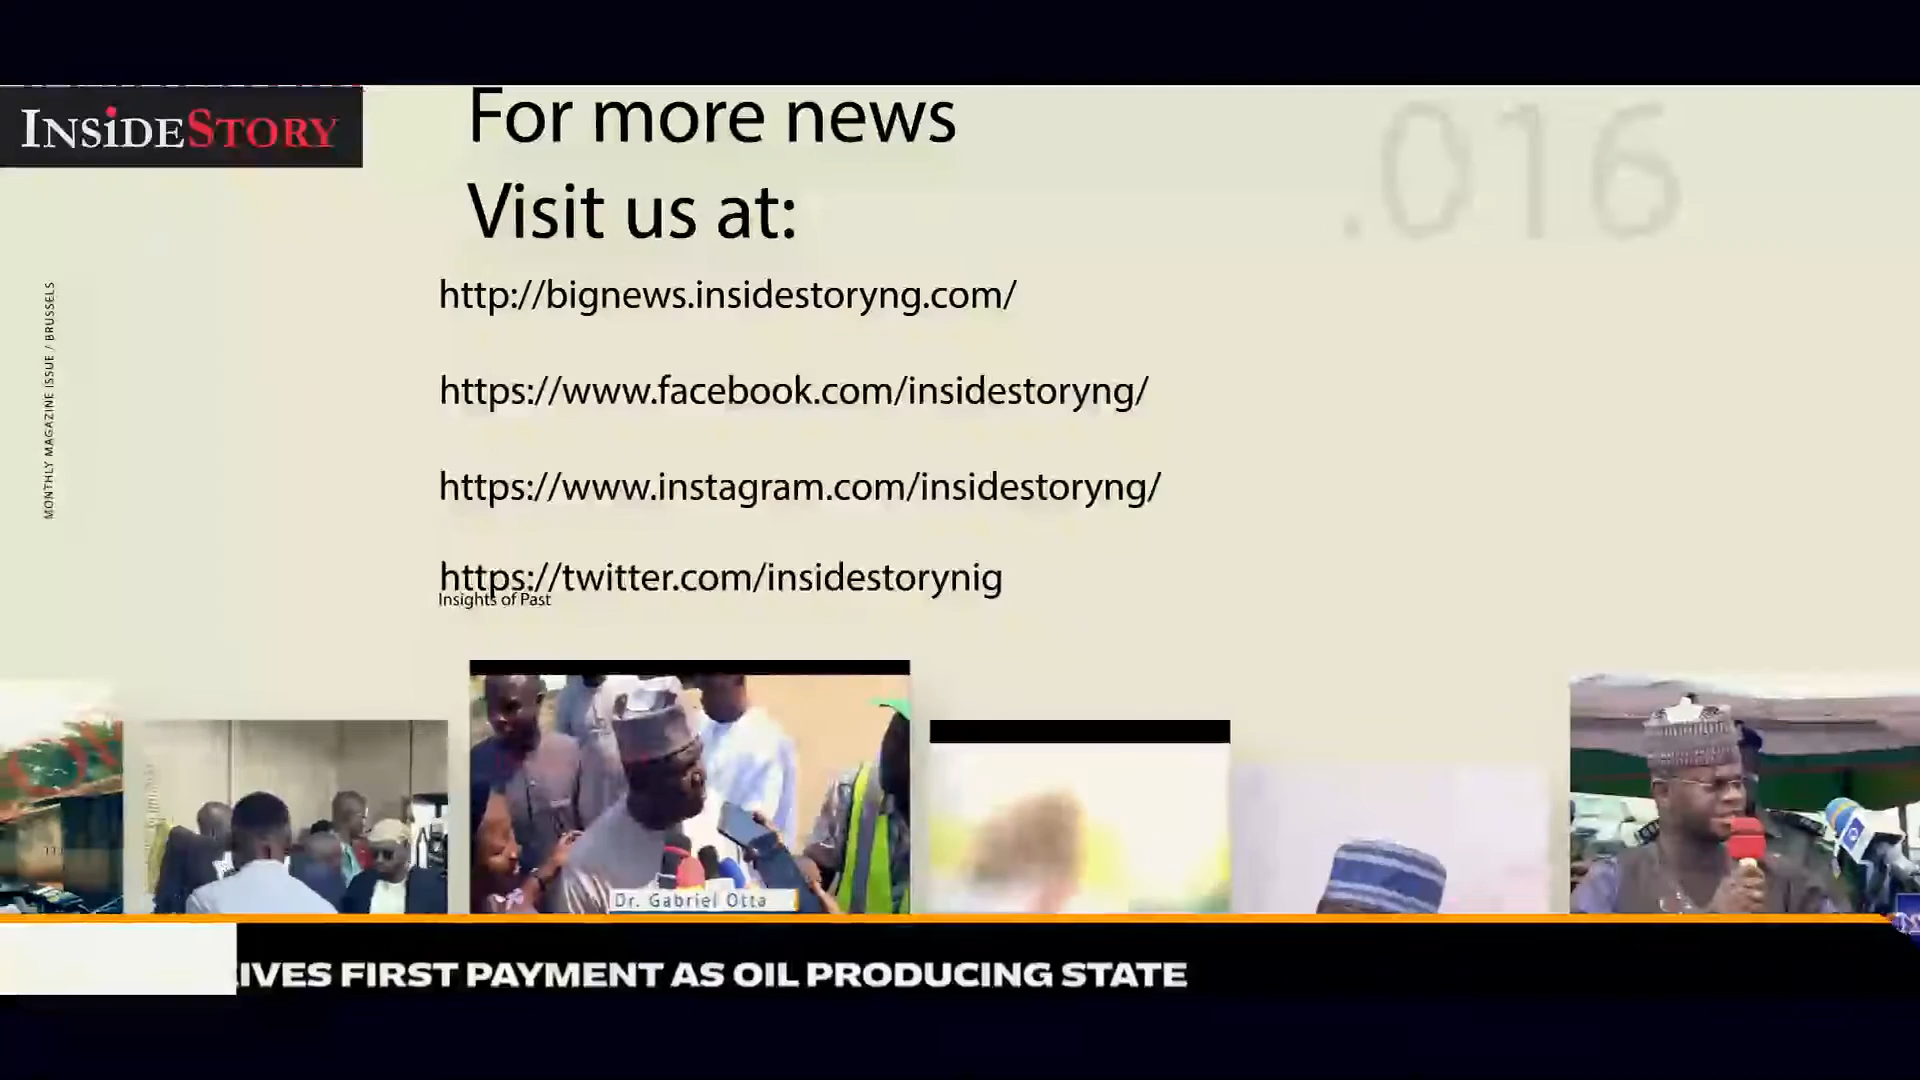 INSiDESTORY
For more news
Visit us at:
.016
http://bignews.insidestoryng.com/
https://www.facebook.com/insidestoryng/
https://www.instagram.com/insidestoryng/
https://twitter.com/insidestorynig
Insights of Past
MONTHLY MAGAZINE ISSUE / BRUSSELS
Dr. Gabriel Otta
IVES FIRST PAYMENT AS OIL PRODUCING STATE